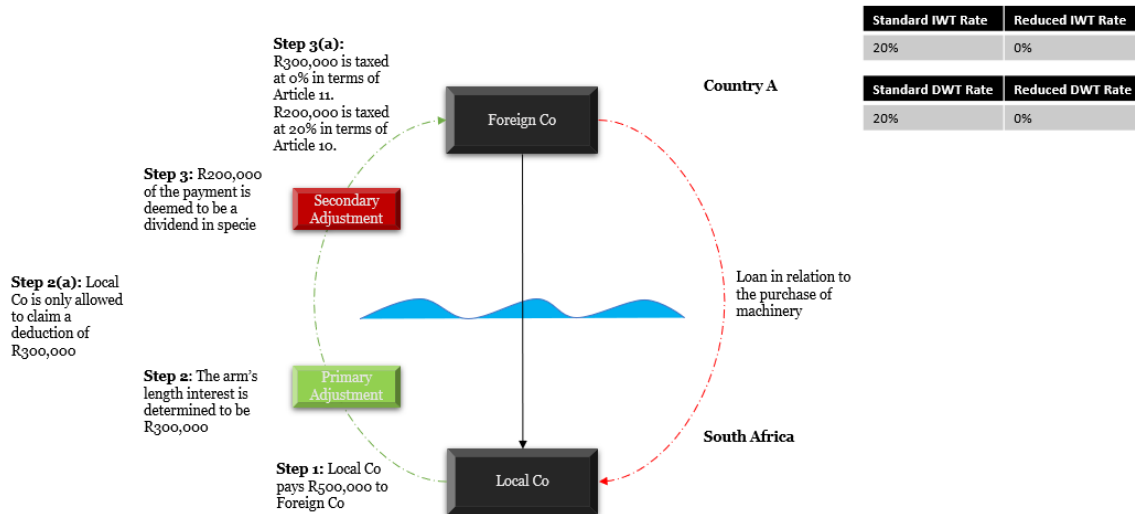 Standard IWT Rate
Reduced IWT Rate
20%
0%
Standard DWT Rate
Reduced DWT Rate
20%
0%
Step 3(a):
R300,000 is taxed
at 0% in terms of
Article 11.
R200,000 is taxed
at 20% in terms of
Article 10.
Foreign Co
Country A
Step 3: R200,000
of the payment is
deemed to be a
dividend in specie
Secondary
Adjustment
Step 2(a): Local
Co is only allowed
to claim a
deduction of
R300,000
Loan in relation to
the purchase of
machinery
Step 2: The arm's
length interest is
determined to be
R300,000
Primary
Adjustment
South Africa
Step 1: Local Co
pays R500,000 to
Foreign Co
Local Co